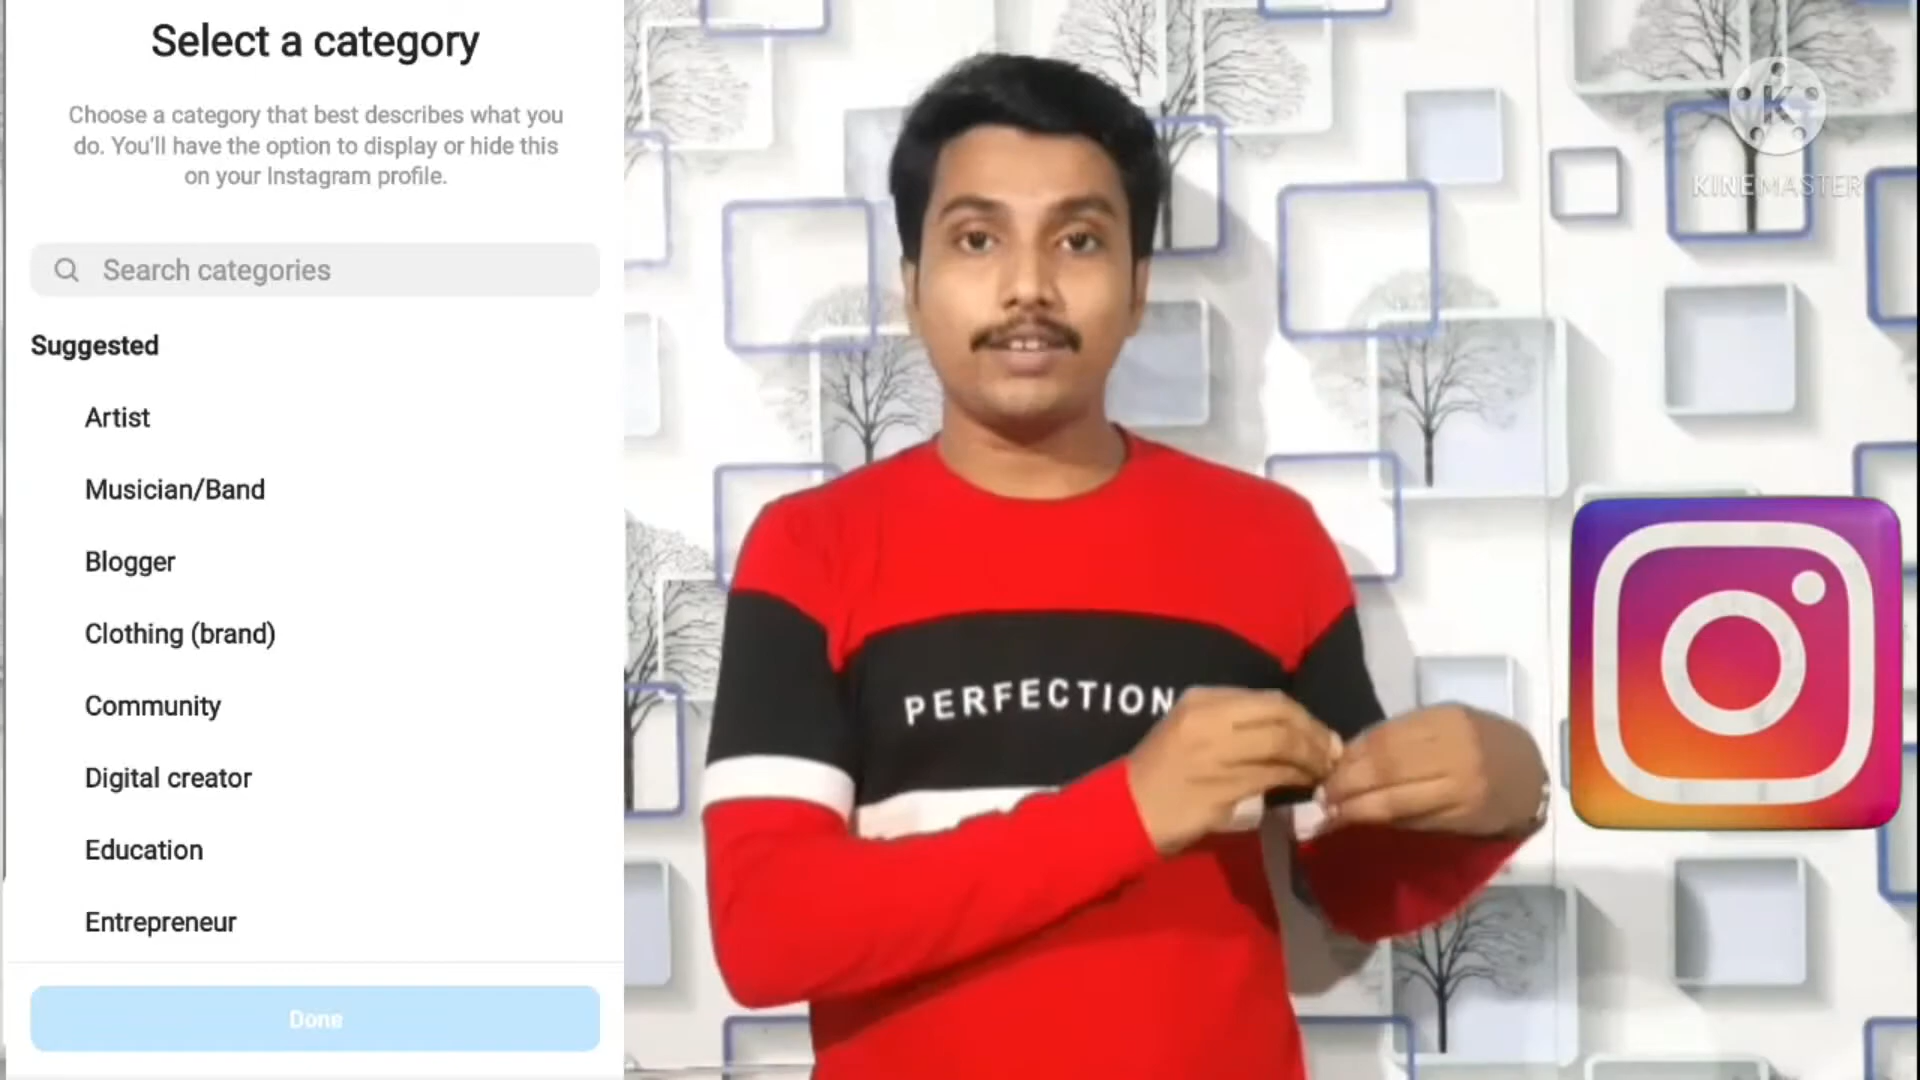 Select a category
Choose a category that best describes what you
do. You'll have the option to display or hide this
on your Instagram profile.
Search categories
Suggested
Artist
Musician/Band
Blogger
Clothing (brand)
Community
Digital creator
Education
Entrepreneur
Done
PERFECTION
K
KINEMASTER